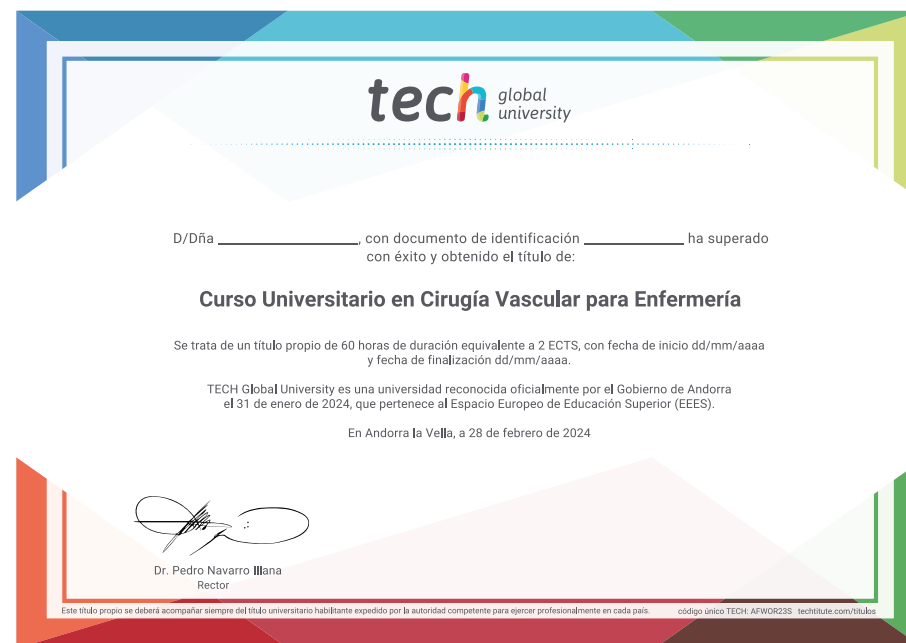 tech global university
D/Dña ____________________, con documento de identificación ______________ ha superado
con éxito y obtenido el título de:
Curso Universitario en Cirugía Vascular para Enfermería
Se trata de un título propio de 60 horas de duración equivalente a 2 ECTS, con fecha de inicio dd/mm/aaaa
y fecha de finalización dd/mm/aaaa.
TECH Global University es una universidad reconocida oficialmente por el Gobierno de Andorra
el 31 de enero de 2024, que pertenece al Espacio Europeo de Educación Superior (EEES).
En Andorra la Vella, a 28 de febrero de 2024
Dr. Pedro Navarro Illana
Rector
Este título propio se deberá acompañar siempre del título universitario habilitante expedido por la autoridad competente para ejercer profesionalmente en cada país. código único TECH: AFWOR23S techtitute.com/titulos